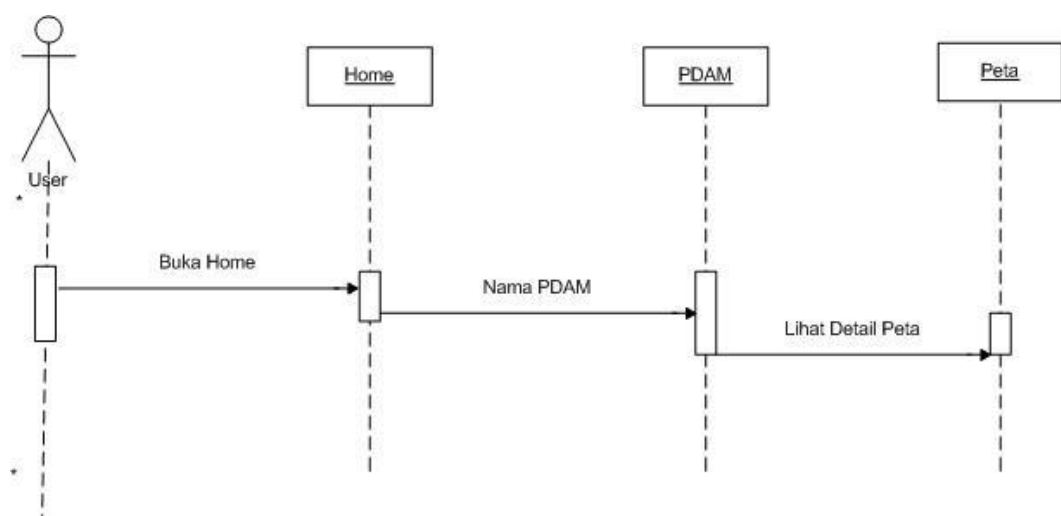 Home
PDAM
Peta
User
*
Buka Home
Nama PDAM
Lihat Detail Peta
*